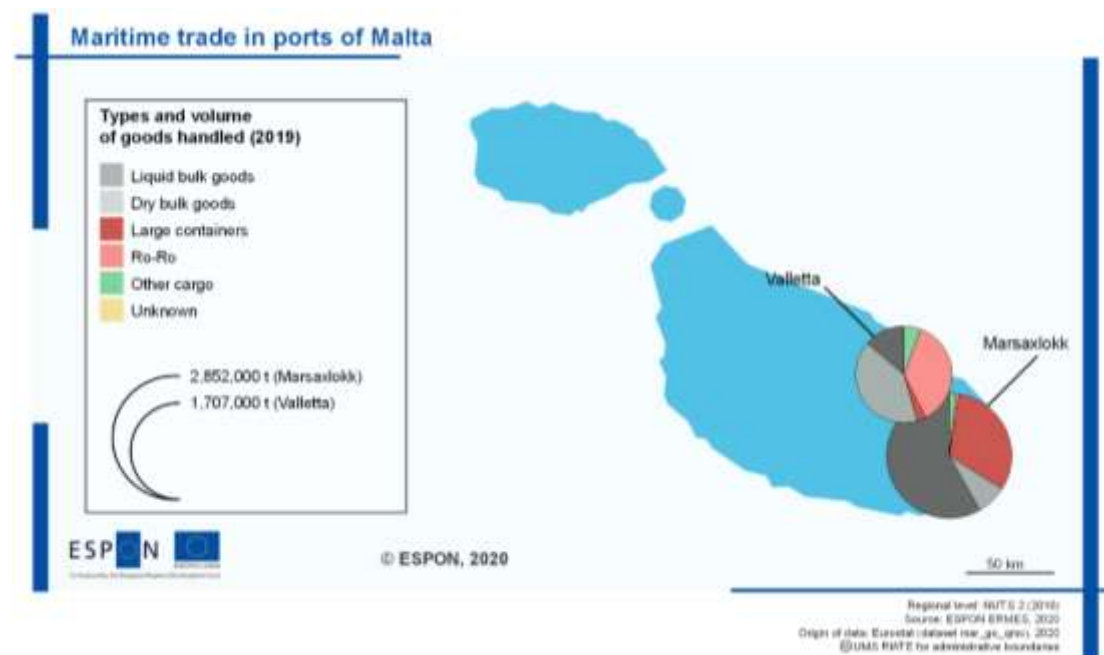 Maritime trade in ports of Malta
Types and volume
of goods handled (2019)
Liquid bulk goods
Dry bulk goods
Large containers
Ro-Ro
Other cargo
Unknown
2,852,000 t (Marsaxlokk)
1,707,000 t (Valletta)
Valletta
Marsaxlokk
ESPON
© ESPON, 2020
50 km
Regional level: NUTS 2 (2016)
Source: ESPON ERMES, 2020
Origin of data: Eurostat (dataset 2020
© UMS RIATE for administrative boundaries